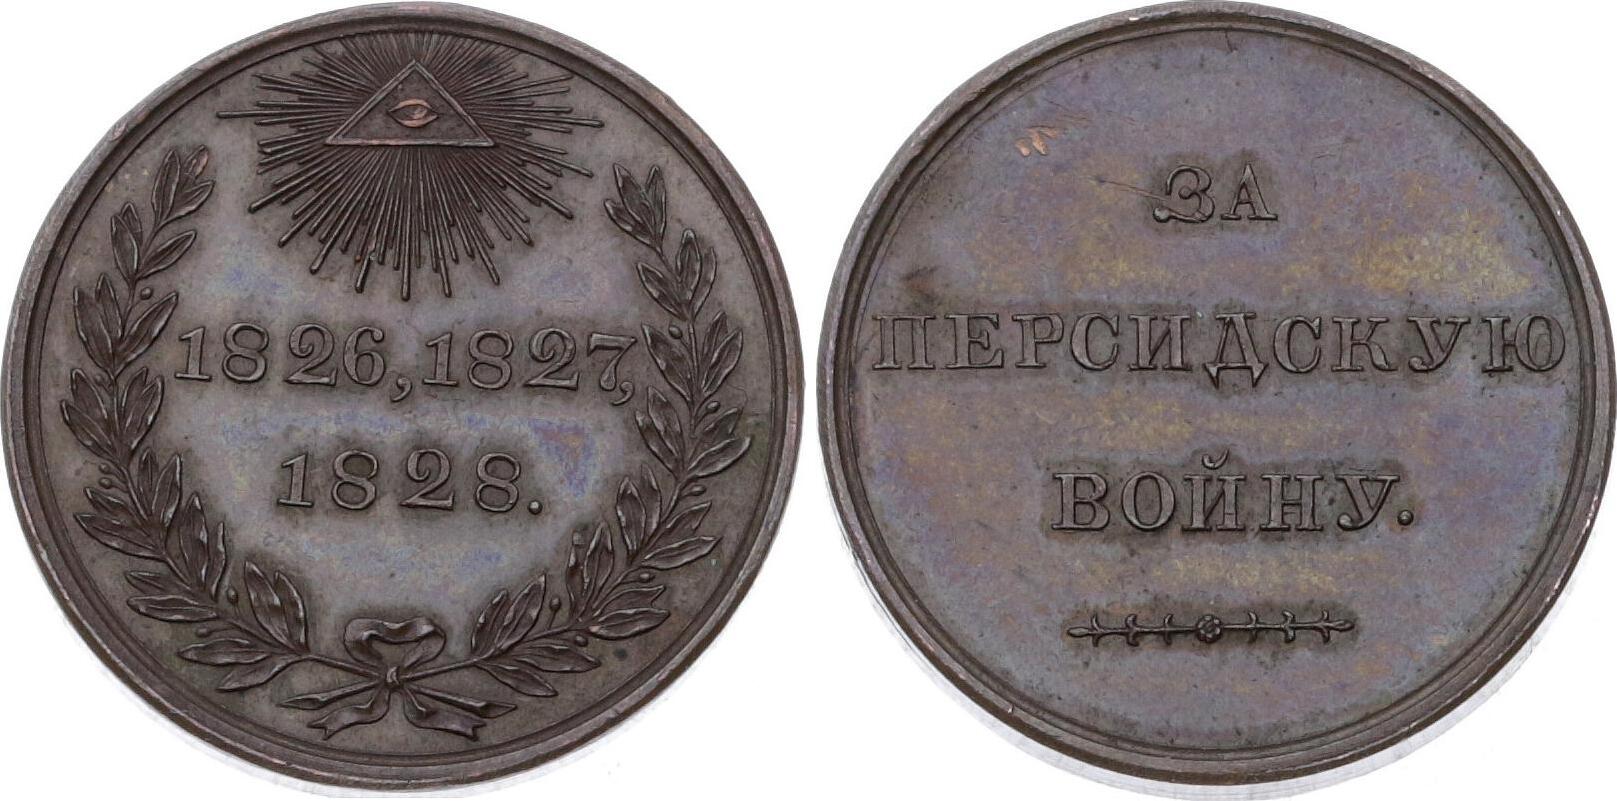 1826, 1827,
1828.
ЗА
ПЕРСИДСКУЮ
ВОЙНУ.